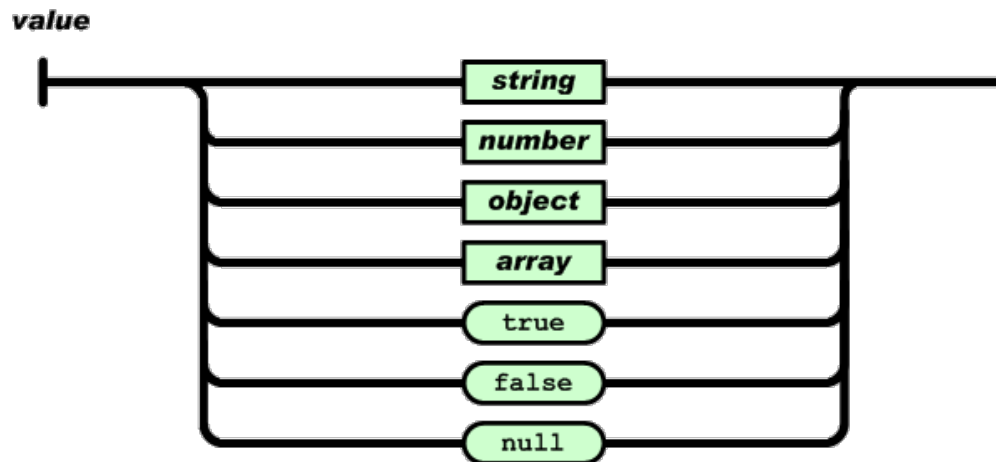 value
string
number
object
array
true
false
null